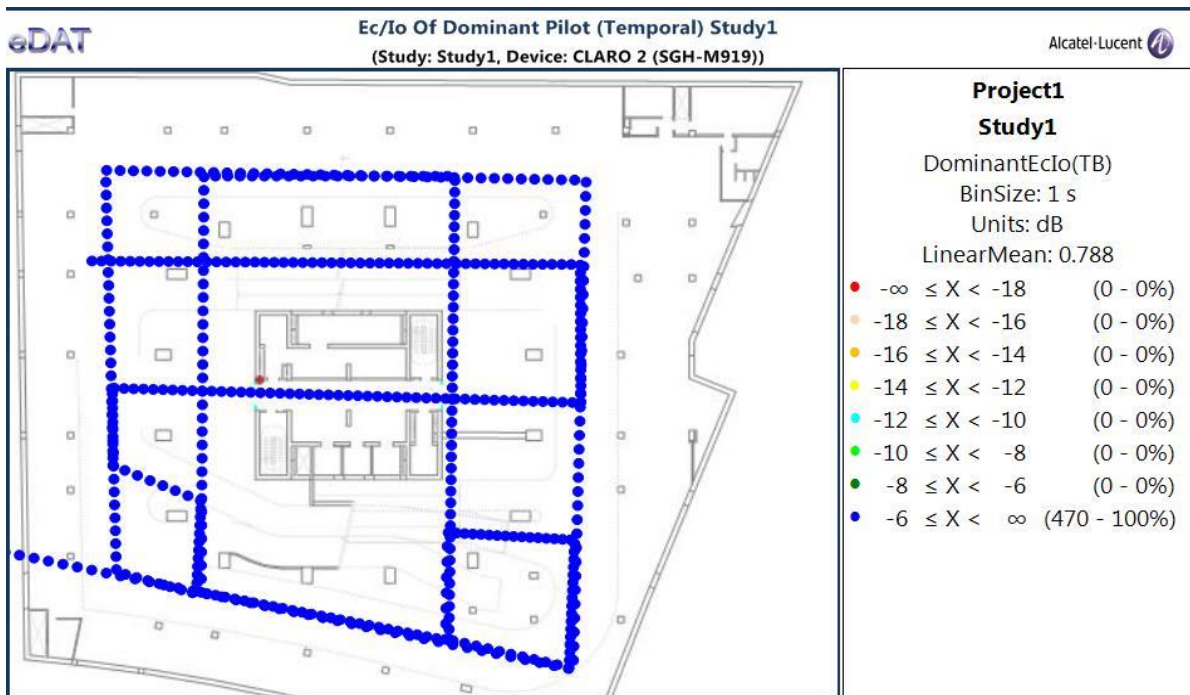 eDAT
Ec/Io Of Dominant Pilot (Temporal) Study1
(Study: Study1, Device: CLARO 2 (SGH-M919))
Alcatel·Lucent
Project1
Study1
DominantEcIo(TB)
BinSize: 1 s
Units: dB
LinearMean: 0.788
-∞ ≤ X < -18 (0 - 0%)
-18 ≤ X < -16 (0 - 0%)
-16 ≤ X < -14 (0 - 0%)
-14 ≤ X < -12 (0 - 0%)
-12 ≤ X < -10 (0 - 0%)
-10 ≤ X < -8 (0 - 0%)
-8 ≤ X < -6 (0 - 0%)
-6 ≤ X < ∞ (470 - 100%)